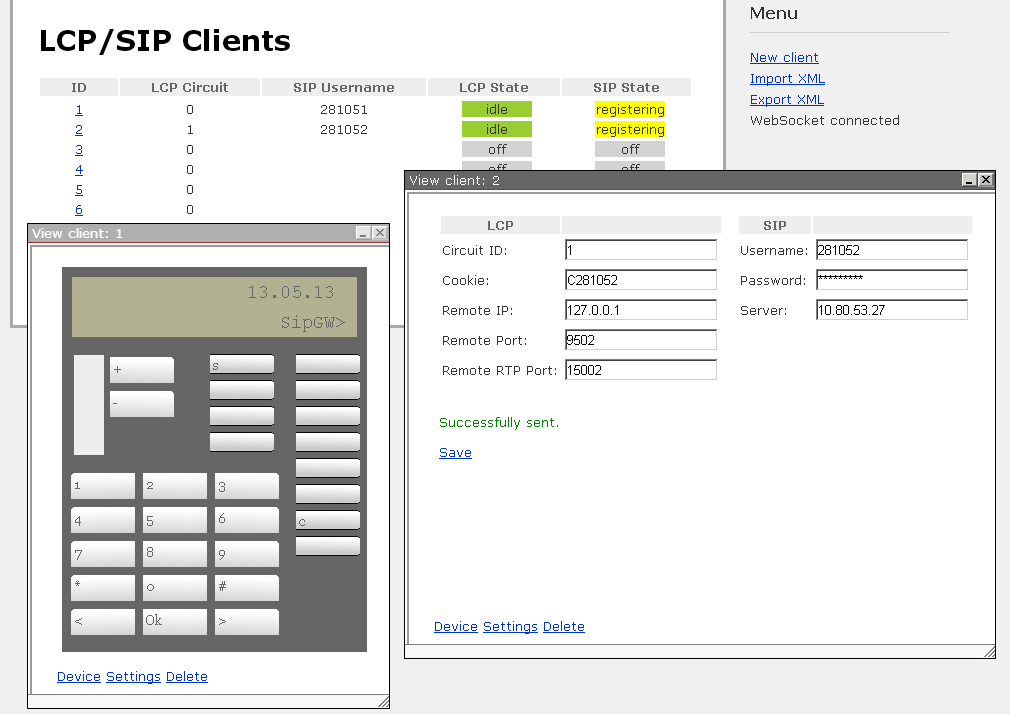 LCP/SIP Clients
ID LCP Circuit SIP Username LCP State SIP State
1 0 281051 idle registering
2 1 281052 idle registering
3 0 off off
4 0 off off
5 0
6 0
Menu
New client
Import XML
Export XML
WebSocket connected
View client: 1
13.05.13
SipGW>
+ s
-
1 2 3
4 5 6 c
7 8 9
* o #
< Ok >
Device Settings Delete
View client: 2
LCP SIP
Circuit ID: 1 Username: 281052
Cookie: C281052 Password: *********
Remote IP: 127.0.0.1 Server: 10.80.53.27
Remote Port: 9502
Remote RTP Port: 15002
Successfully sent.
Save
Device Settings Delete